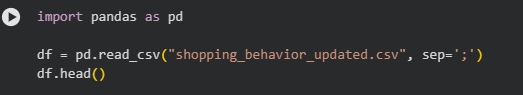 import pandas as pd
df = pd.read_csv("shopping_behavior_updated.csv", sep=';')
df.head()